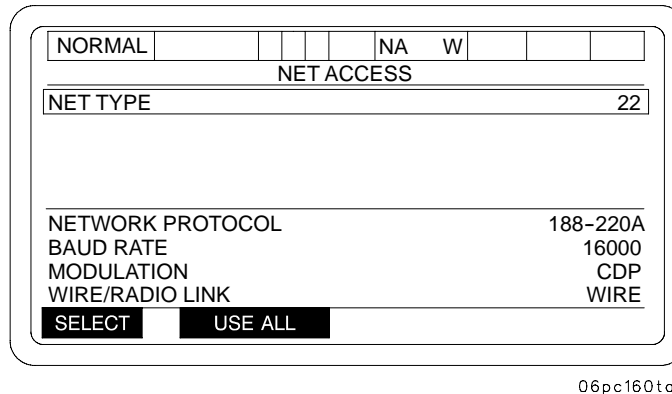 NORMAL NA W
NET ACCESS
NET TYPE 22
NETWORK PROTOCOL 188-220A
BAUD RATE 16000
MODULATION CDP
WIRE/RADIO LINK WIRE
SELECT USE ALL
06pc160ta